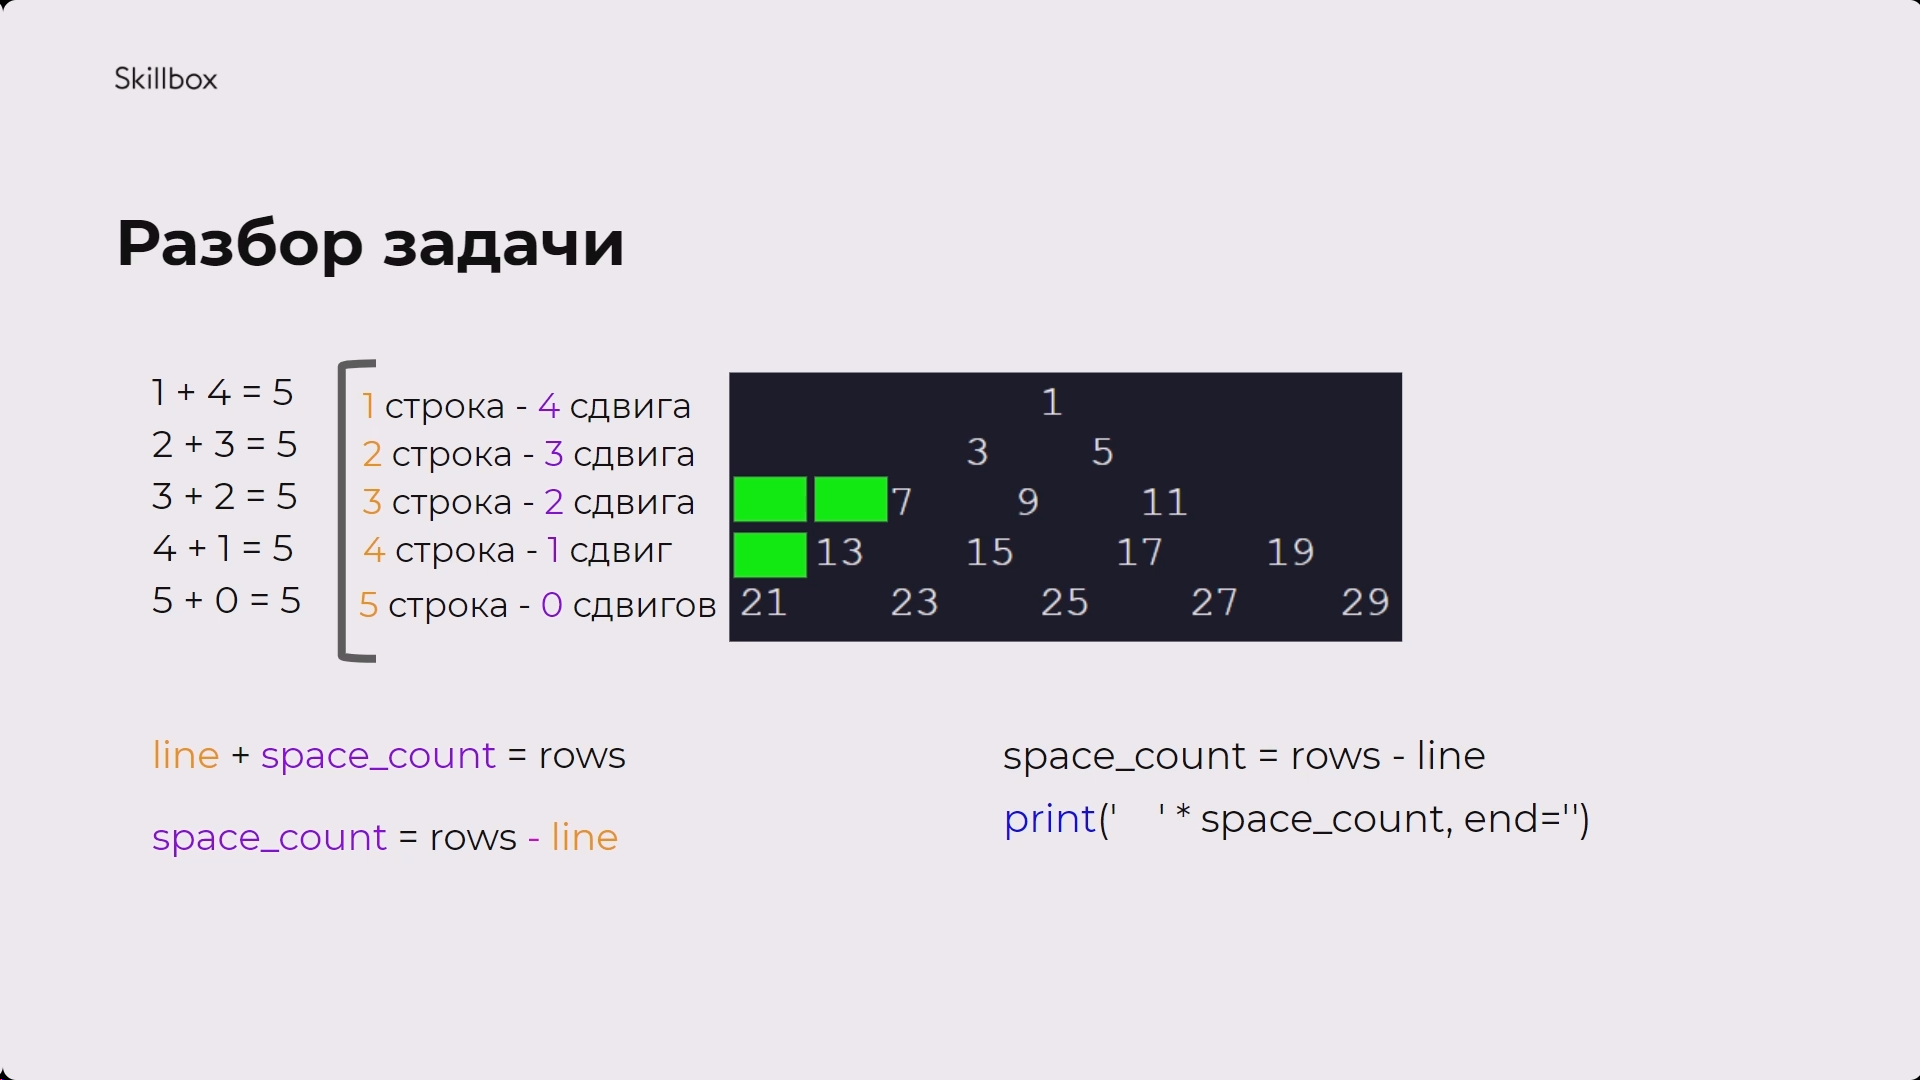 Skillbox
Разбор задачи
1 + 4 = 5
2 + 3 = 5
3 + 2 = 5
4 + 1 = 5
5 + 0 = 5
1 строка - 4 сдвига
2 строка - 3 сдвига
3 строка - 2 сдвига
4 строка - 1 сдвиг
5 строка - 0 сдвигов
1
3 5
7 9 11
13 15 17 19
21 23 25 27 29
line + space_count = rows
space_count = rows - line
space_count = rows - line
print('    ' * space_count, end='')